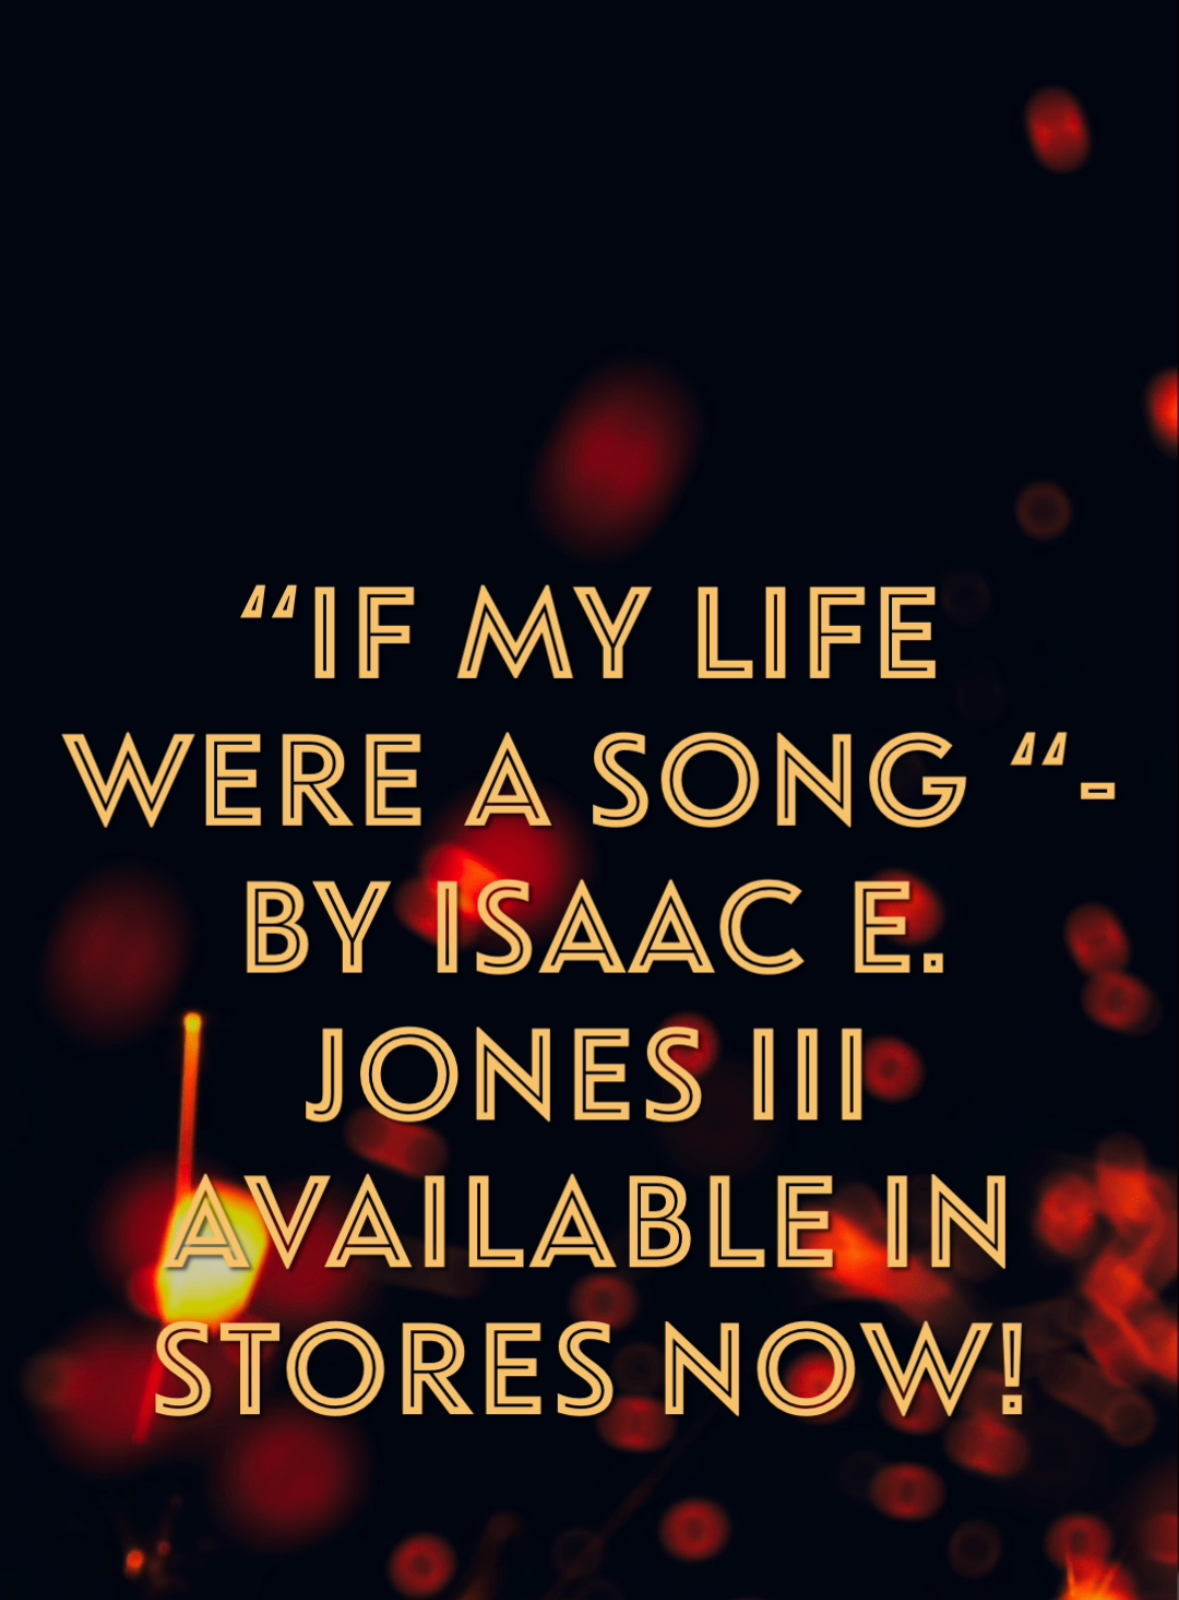 “IF MY LIFE
WERE A SONG “-
BY ISAAC E.
JONES III
AVAILABLE IN
STORES NOW!